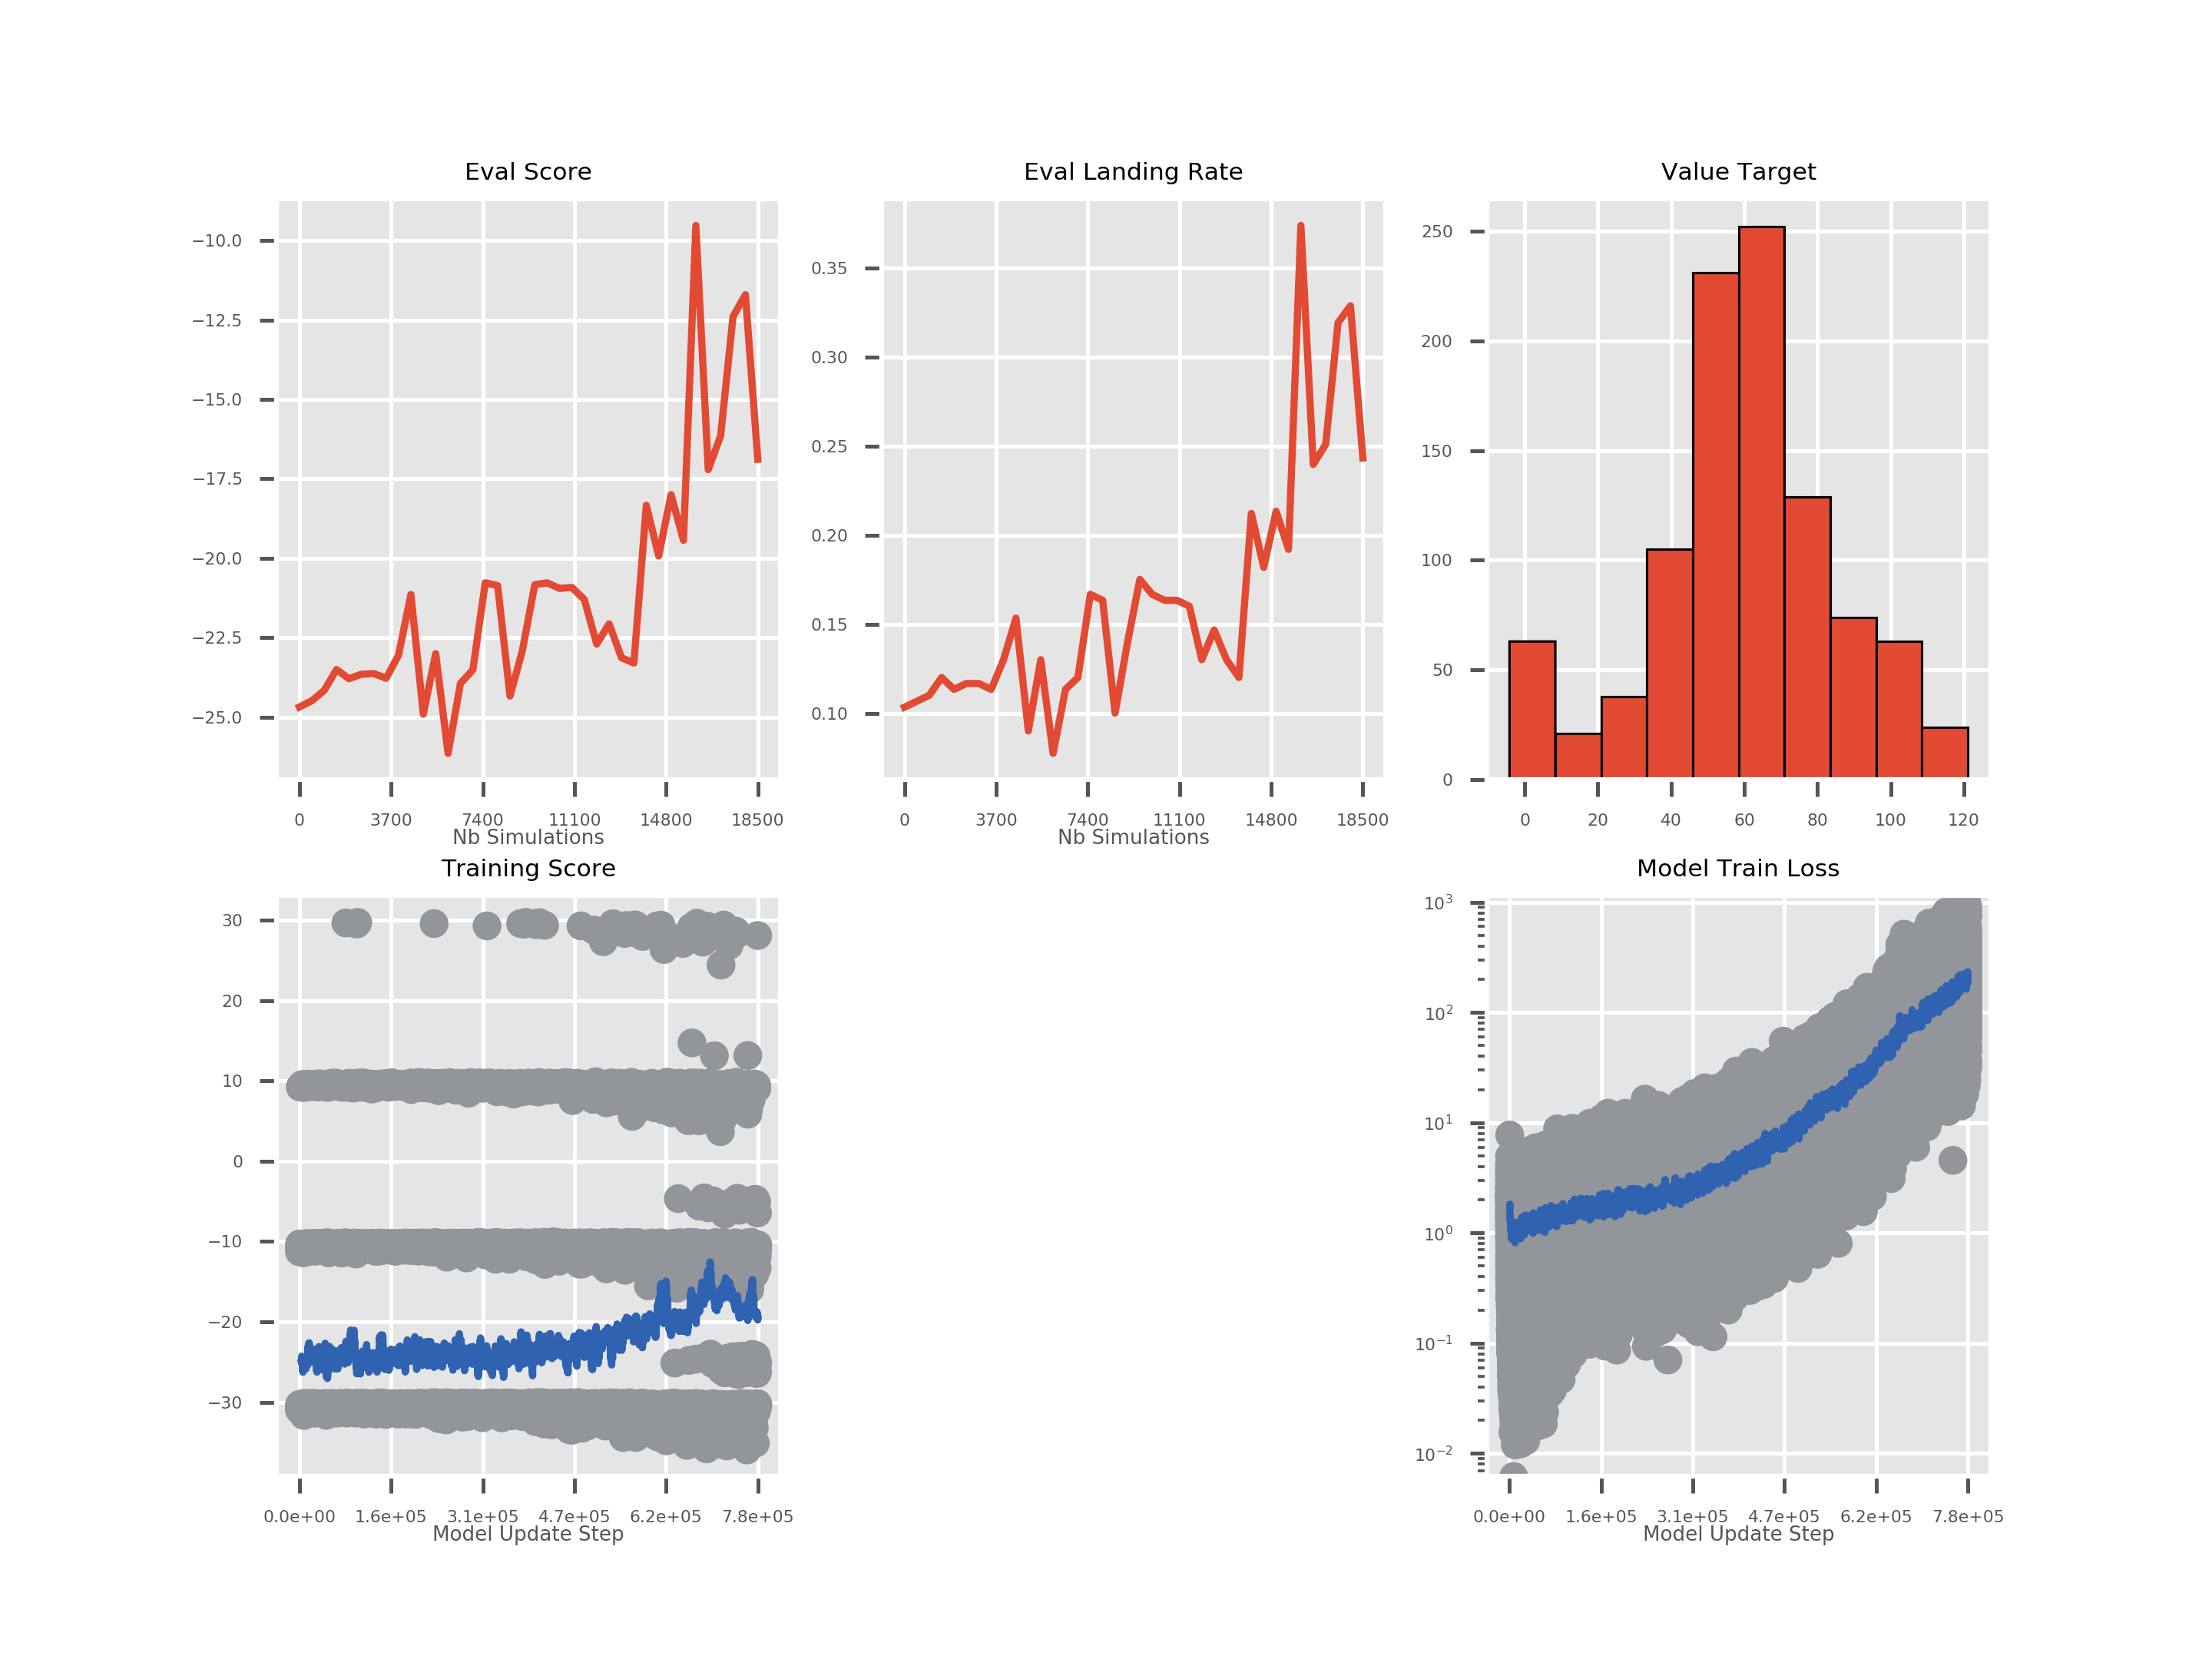 Eval Score
−10.0
−12.5
−15.0
−17.5
−20.0
−22.5
−25.0
0 3700 7400 11100 14800 18500
Nb Simulations
Eval Landing Rate
0.35
0.30
0.25
0.20
0.15
0.10
0 3700 7400 11100 14800 18500
Nb Simulations
Value Target
250
200
150
100
50
0
0 20 40 60 80 100 120
Training Score
30
20
10
0
−10
−20
−30
0.0e+00 1.6e+05 3.1e+05 4.7e+05 6.2e+05 7.8e+05
Model Update Step
Model Train Loss
10³
10²
10¹
10⁰
10⁻¹
10⁻²
0.0e+00 1.6e+05 3.1e+05 4.7e+05 6.2e+05 7.8e+05
Model Update Step